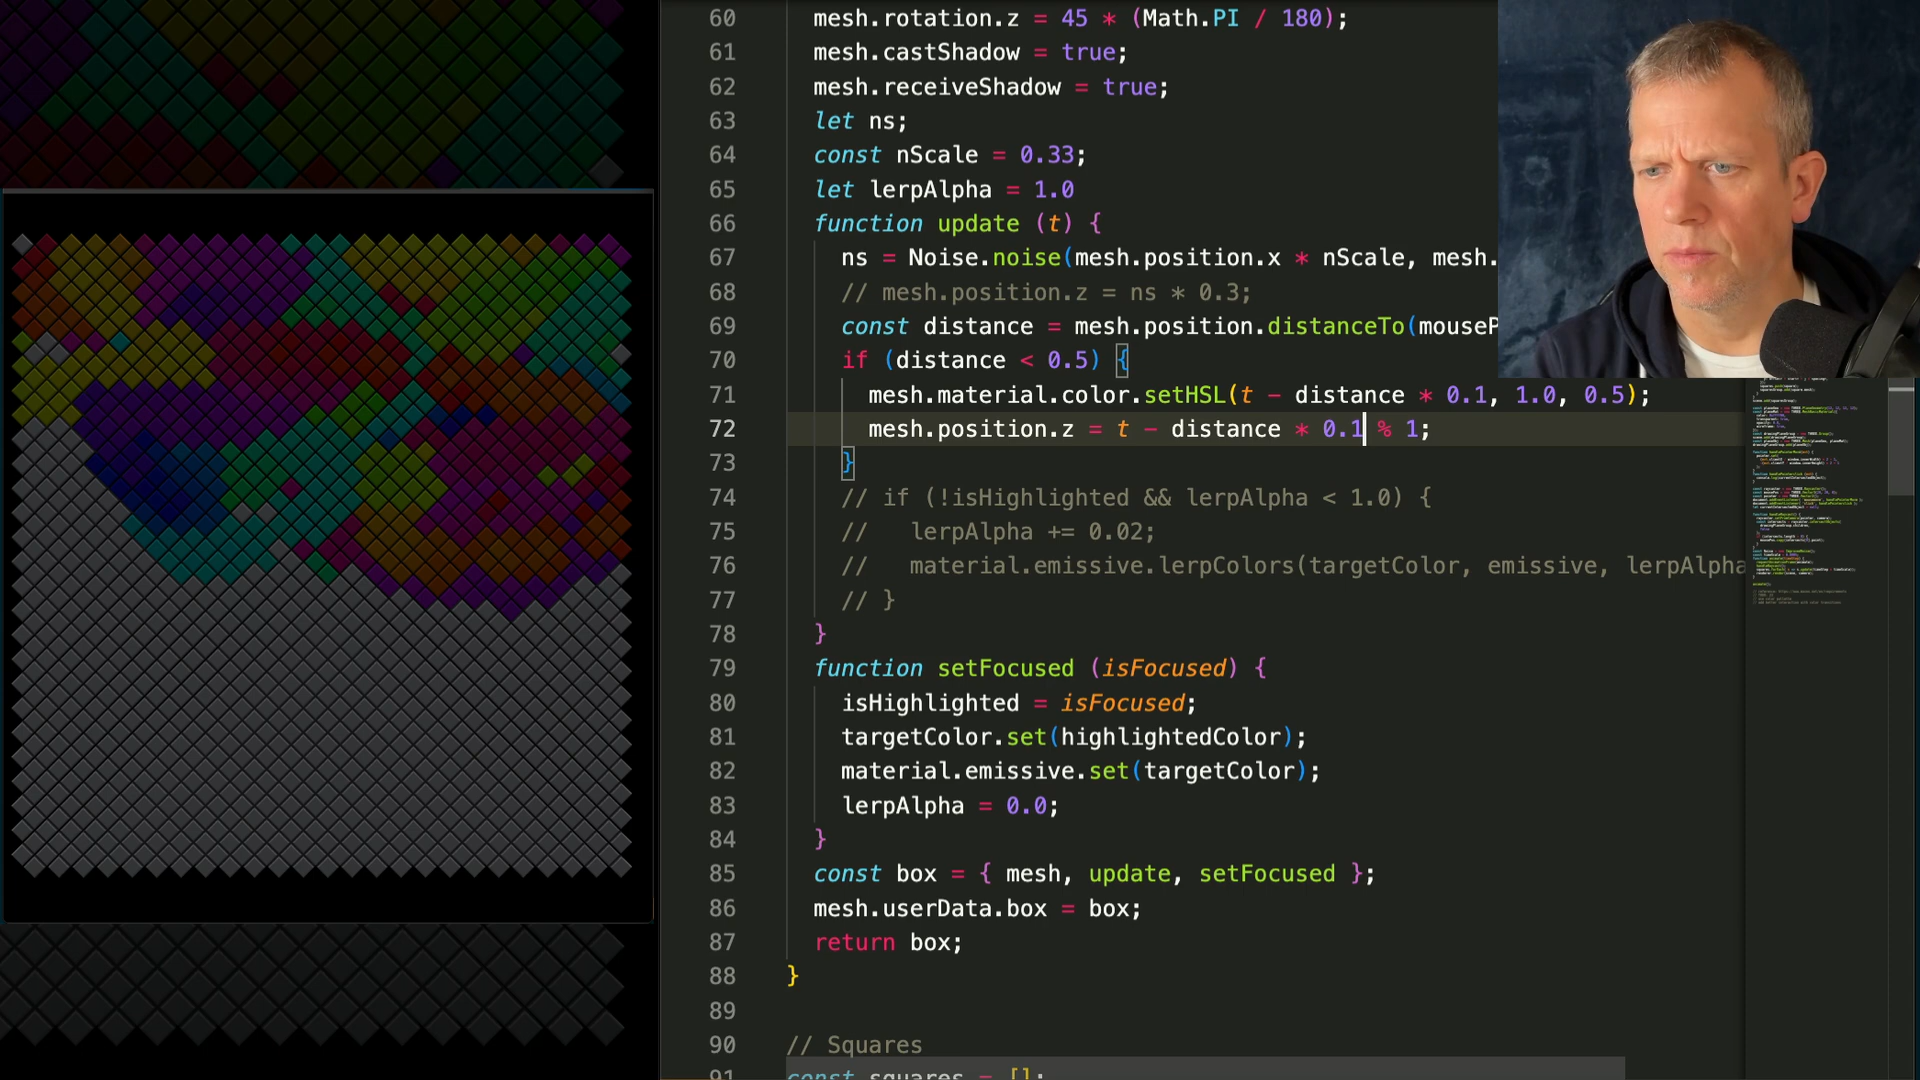 60 mesh.rotation.z = 45 * (Math.PI / 180);
61 mesh.castShadow = true;
62 mesh.receiveShadow = true;
63 let ns;
64 const nScale = 0.33;
65 let lerpAlpha = 1.0
66 function update (t) {
67 ns = Noise.noise(mesh.position.x * nScale, mesh.
68 // mesh.position.z = ns * 0.3;
69 const distance = mesh.position.distanceTo(mouseP
70 if (distance < 0.5) {
71 mesh.material.color.setHSL(t - distance * 0.1, 1.0, 0.5);
72 mesh.position.z = t - distance * 0.1 % 1;
73 }
74 // if (!isHighlighted && lerpAlpha < 1.0) {
75 // lerpAlpha += 0.02;
76 // material.emissive.lerpColors(targetColor, emissive, lerpAlpha
77 // }
78 }
79 function setFocused (isFocused) {
80 isHighlighted = isFocused;
81 targetColor.set(highlightedColor);
82 material.emissive.set(targetColor);
83 lerpAlpha = 0.0;
84 }
85 const box = { mesh, update, setFocused };
86 mesh.userData.box = box;
87 return box;
88 }
89
90 // Squares
91 const squares = [];